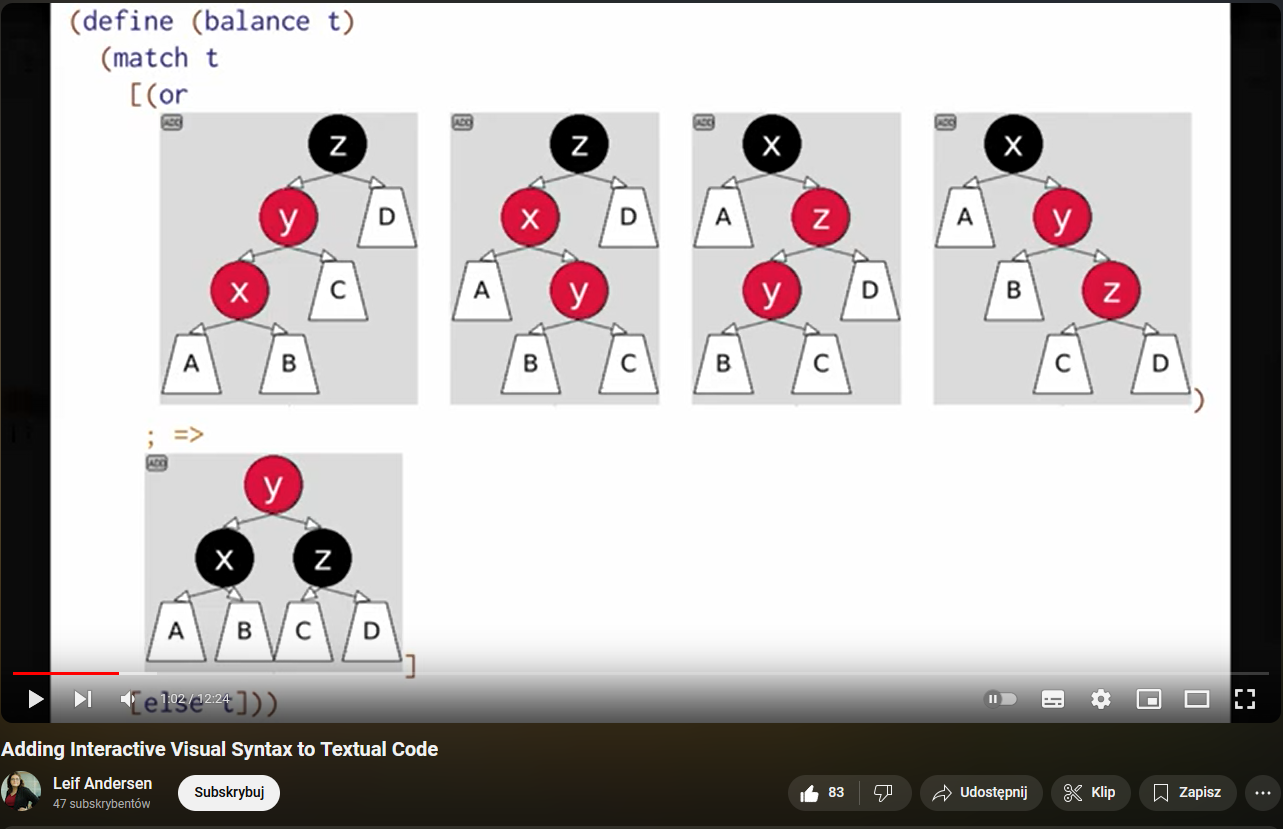 (define (balance t)
(match t
[(or
ADD ADD ADD ADD
z z x x
y D x D A z A y
x C A y y D B z
A B B C B C C D
)
; =>
ADD
y
x z
A B C D
]
[else t]))
1:02 / 12:24
Adding Interactive Visual Syntax to Textual Code
Leif Andersen
47 subskrybentów
Subskrybuj
83
Udostępnij
Klip
Zapisz